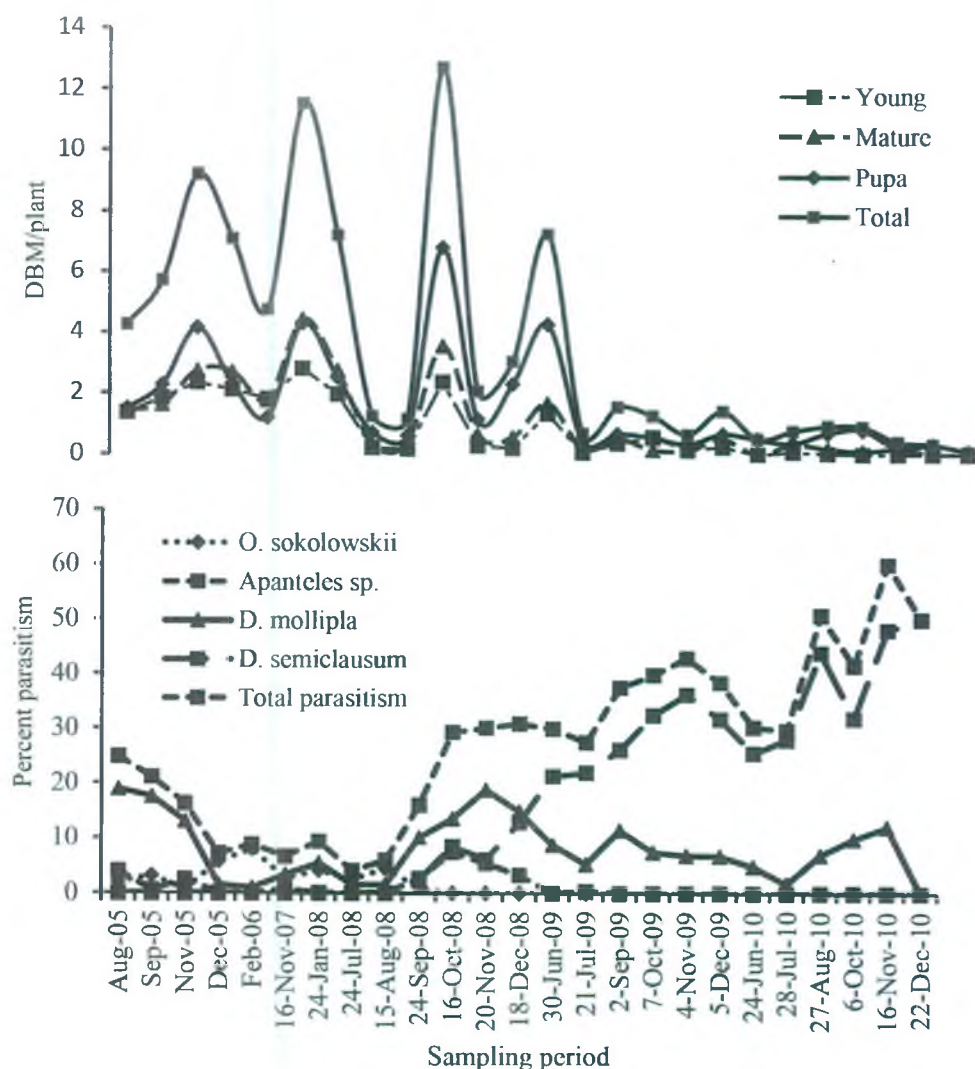 14
12
10
8
6
4
2
0
DBM/plant
Young
Mature
Pupa
Total
70
60
50
40
30
20
10
0
Percent parasitism
O. sokolowskii
Apanteles sp.
D. mollipla
D. semiclausum
Total parasitism
Aug-05
Sep-05
Nov-05
Dec-05
Feb-06
16-Nov-07
24-Jan-08
24-Jul-08
15-Aug-08
24-Sep-08
16-Oct-08
20-Nov-08
18-Dec-08
30-Jun-09
21-Jul-09
2-Sep-09
7-Oct-09
4-Nov-09
5-Dec-09
24-Jun-10
28-Jul-10
27-Aug-10
6-Oct-10
16-Nov-10
22-Dec-10
Sampling period